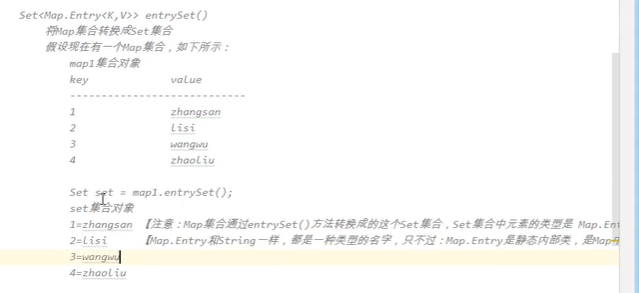 Set<Map.Entry<K,V>> entrySet()
将Map集合转换成Set集合
假设现在有一个Map集合，如下所示：
map1集合对象
key value
----------------------------
1 zhangsan
2 lisi
3 wangwu
4 zhaoliu
Set set = map1.entrySet();
set集合对象
1=zhangsan 【注意：Map集合通过entrySet()方法转换成的这个Set集合，Set集合中元素的类型是 Map.Ent
2=lisi 【Map.Entry和String一样，都是一种类型的名字，只不过：Map.Entry是静态内部类，是Map
3=wangwu
4=zhaoliu